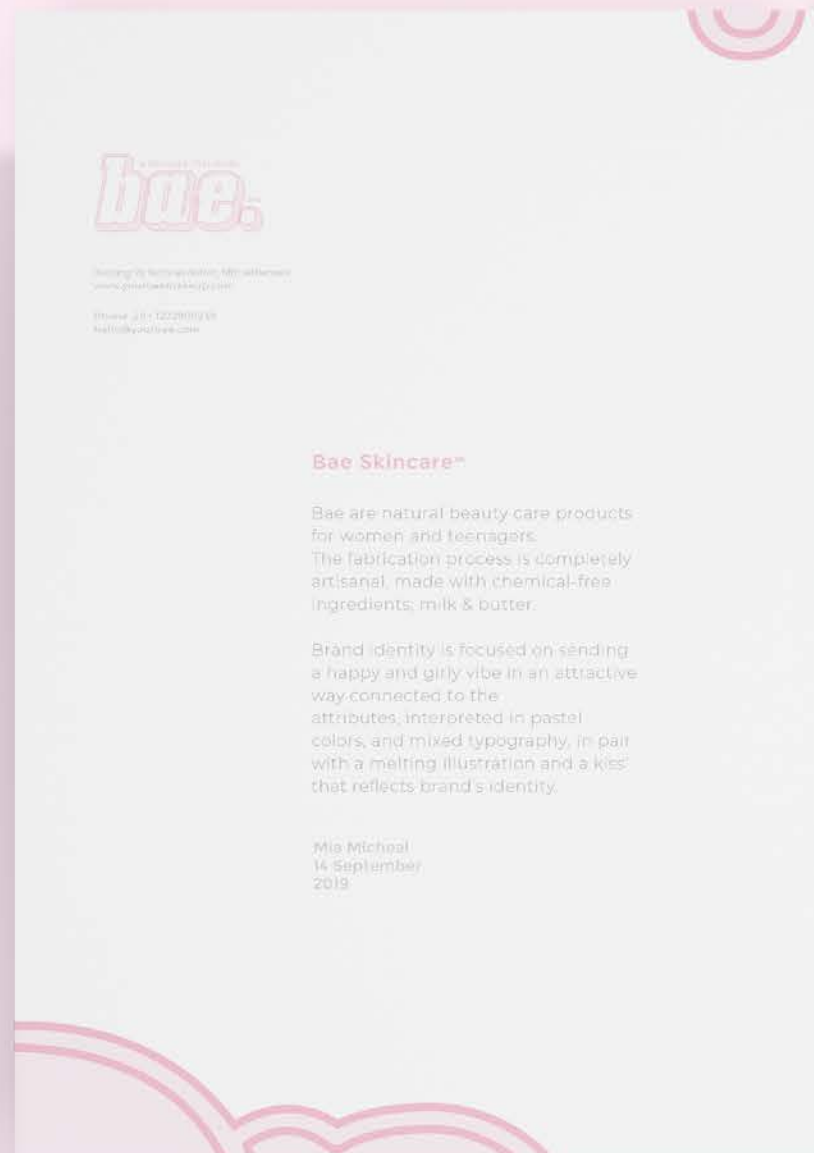 bae.
Phone
Bae Skincare
Bae are natural beauty care products
for women and teenagers.
The fabrication process is completely
artisanal, made with chemical-free
ingredients; milk & butter.
Brand identity is focused on sending
a happy and girly vibe in an attractive
way connected to the
attributes, interpreted in pastel
colors, and mixed typography, in pair
with a melting illustration and a kiss
that reflects brand's identity.
Mia Micheal
14 September
2019